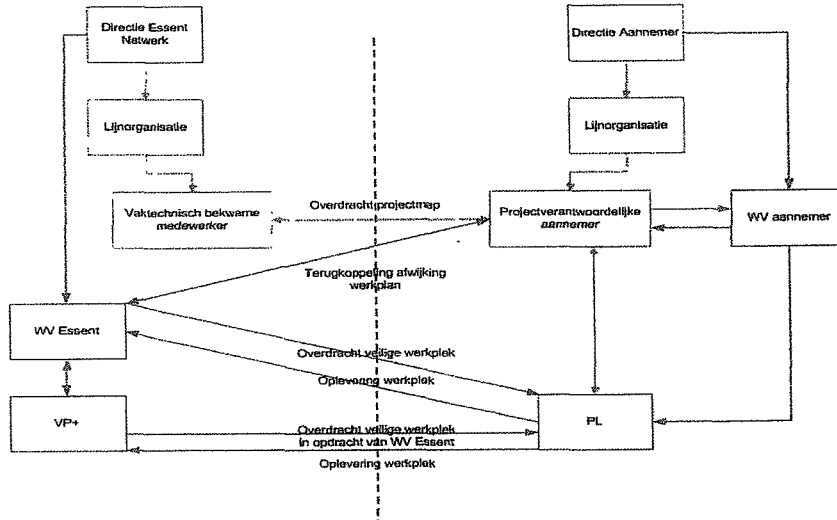 Directie Essent
Netwerk
Directie Aannemer
Lijnorganisatie
Lijnorganisatie
Vaktechnisch bekwame
medewerker
Overdracht projectmap
Projectverantwoordelijke
aannemer
WV aannemer
Terugkoppeling afwijking
werkplan
WV Essent
Overdracht veilige werkplek
Oplevering werkplek
VP+
Overdracht veilige werkplek
in opdracht van WV Essent
PL
Oplevering werkplek